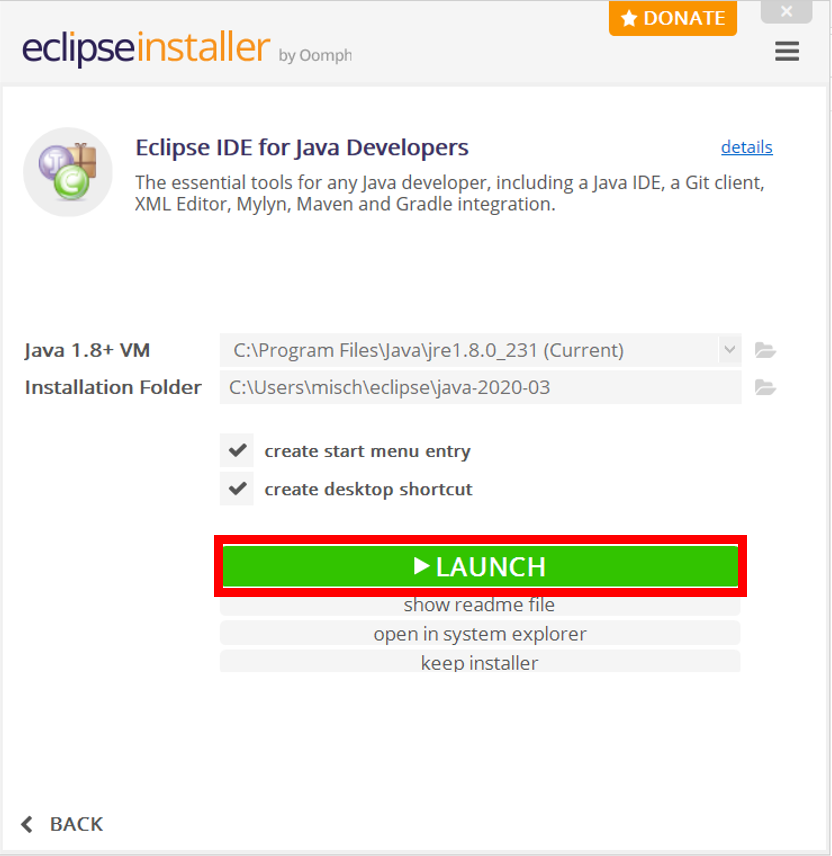 DONATE
eclipseinstaller by Oomph
Eclipse IDE for Java Developers
details
The essential tools for any Java developer, including a Java IDE, a Git client,
XML Editor, Mylyn, Maven and Gradle integration.
Java 1.8+ VM
C:\Program Files\Java\jre1.8.0_231 (Current)
Installation Folder
C:\Users\misch\eclipse\java-2020-03
create start menu entry
create desktop shortcut
LAUNCH
show readme file
open in system explorer
keep installer
BACK